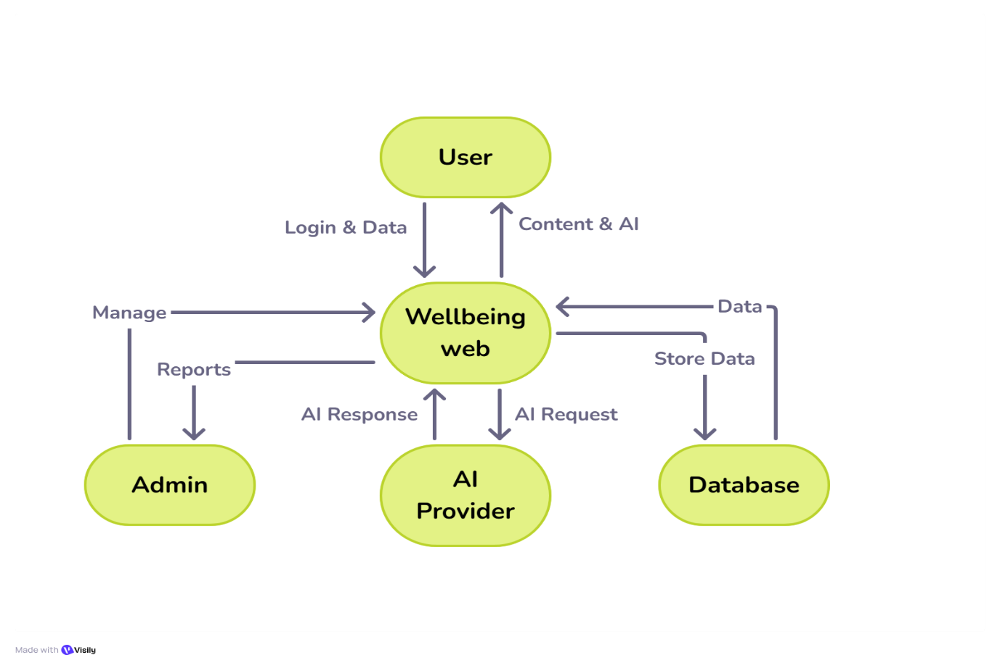 User
Login & Data
Content & AI
Manage
Wellbeing
web
Data
Store Data
Reports
AI Response
AI Request
Admin
AI
Provider
Database
Made with Visily